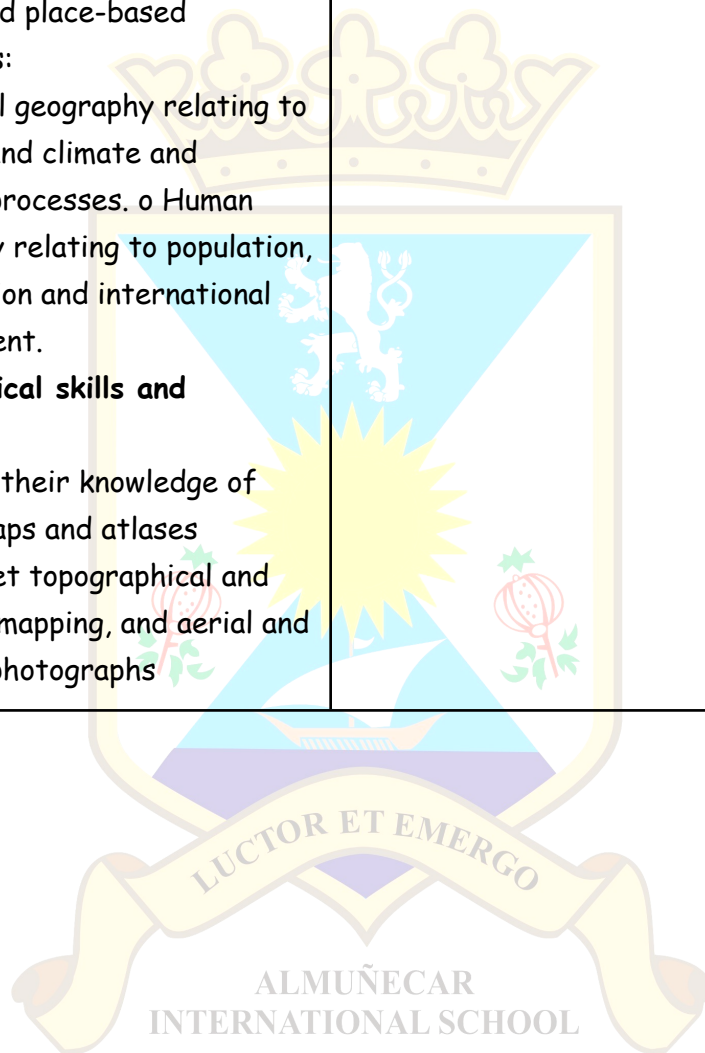 d place-based
s:
l geography relating to
nd climate and
processes. o Human
y relating to population,
on and international
ent.
ical skills and
their knowledge of
aps and atlases
et topographical and
mapping, and aerial and
photographs
LUCTOR ET EMERGO
ALMUÑECAR
INTERNATIONAL SCHOOL